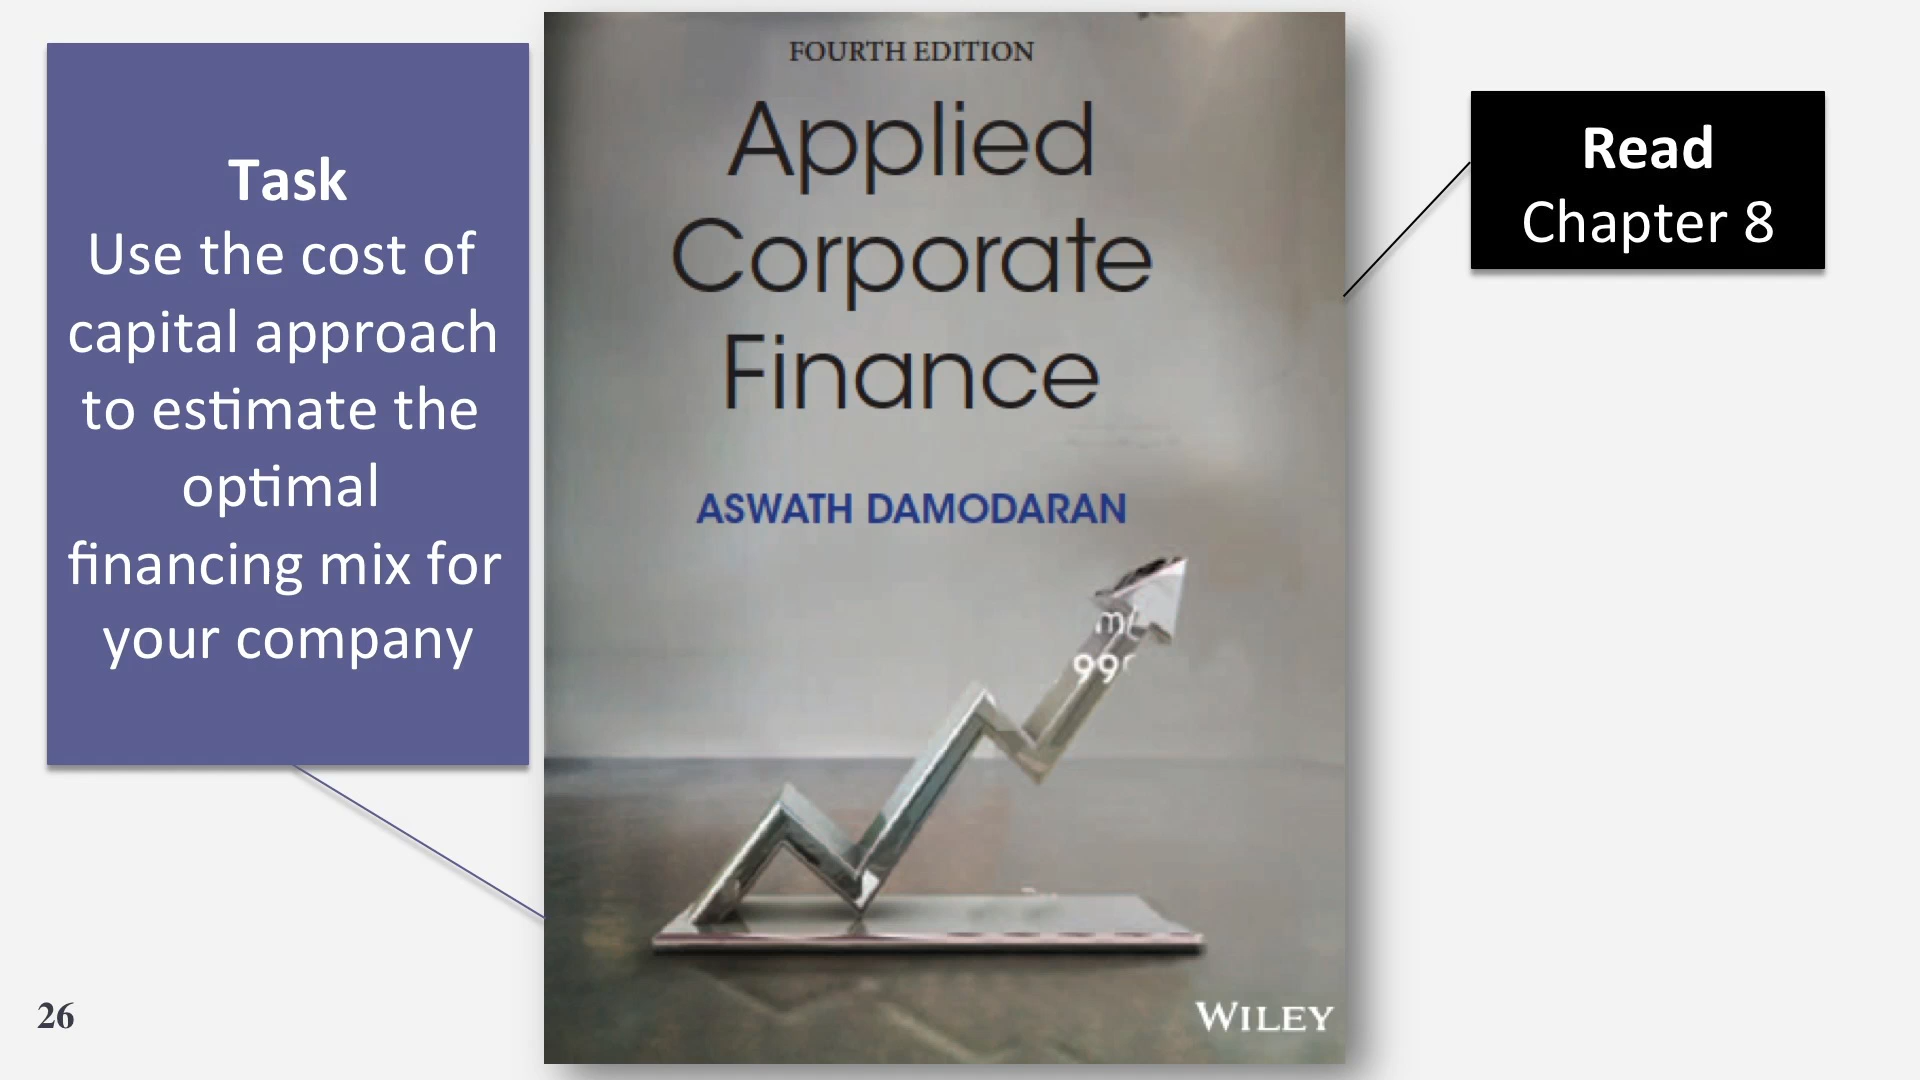 Task
Use the cost of
capital approach
to estimate the
optimal
financing mix for
your company
FOURTH EDITION
Applied
Corporate
Finance
ASWATH DAMODARAN
WILEY
Read
Chapter 8
26